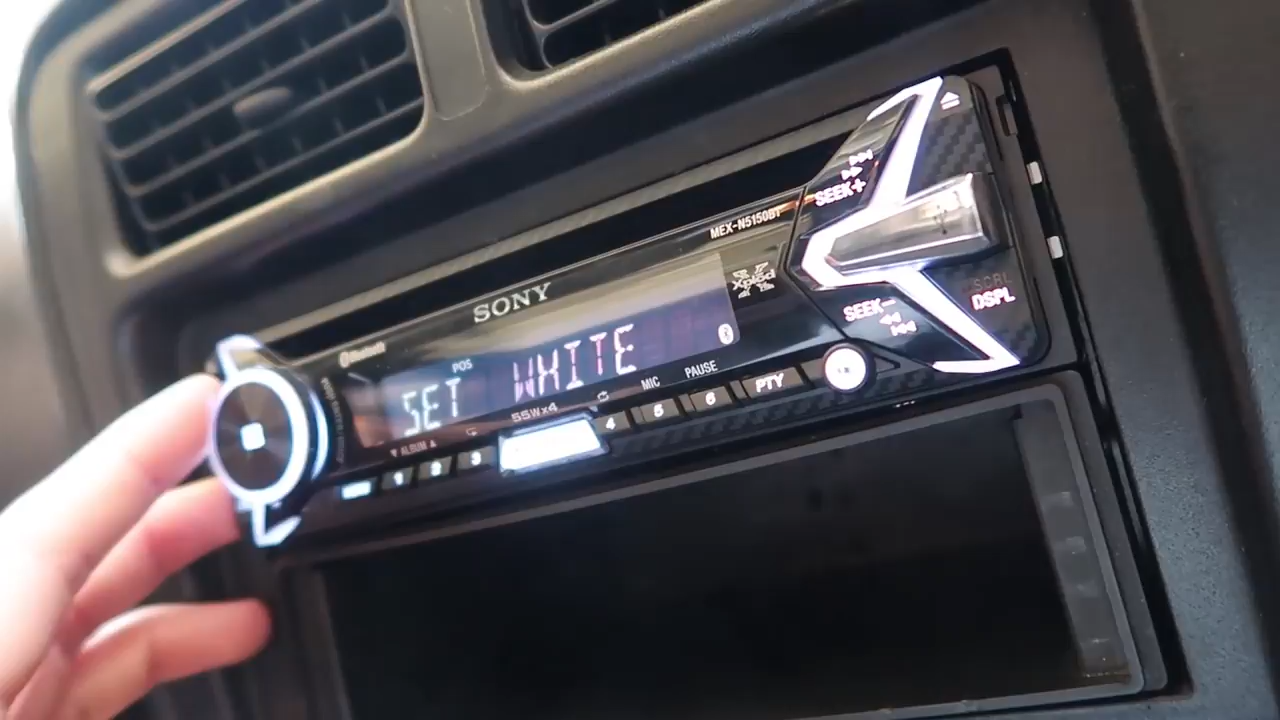 SEEK+
MEX-N5150BT
Xplod
SONY
Bluetooth
SCRL
DSPL
SEEK-
POS
SET WHITE
55Wx4
MIC
PAUSE
▼ ALBUM ▲
1
2
3
4
5
6
PTY